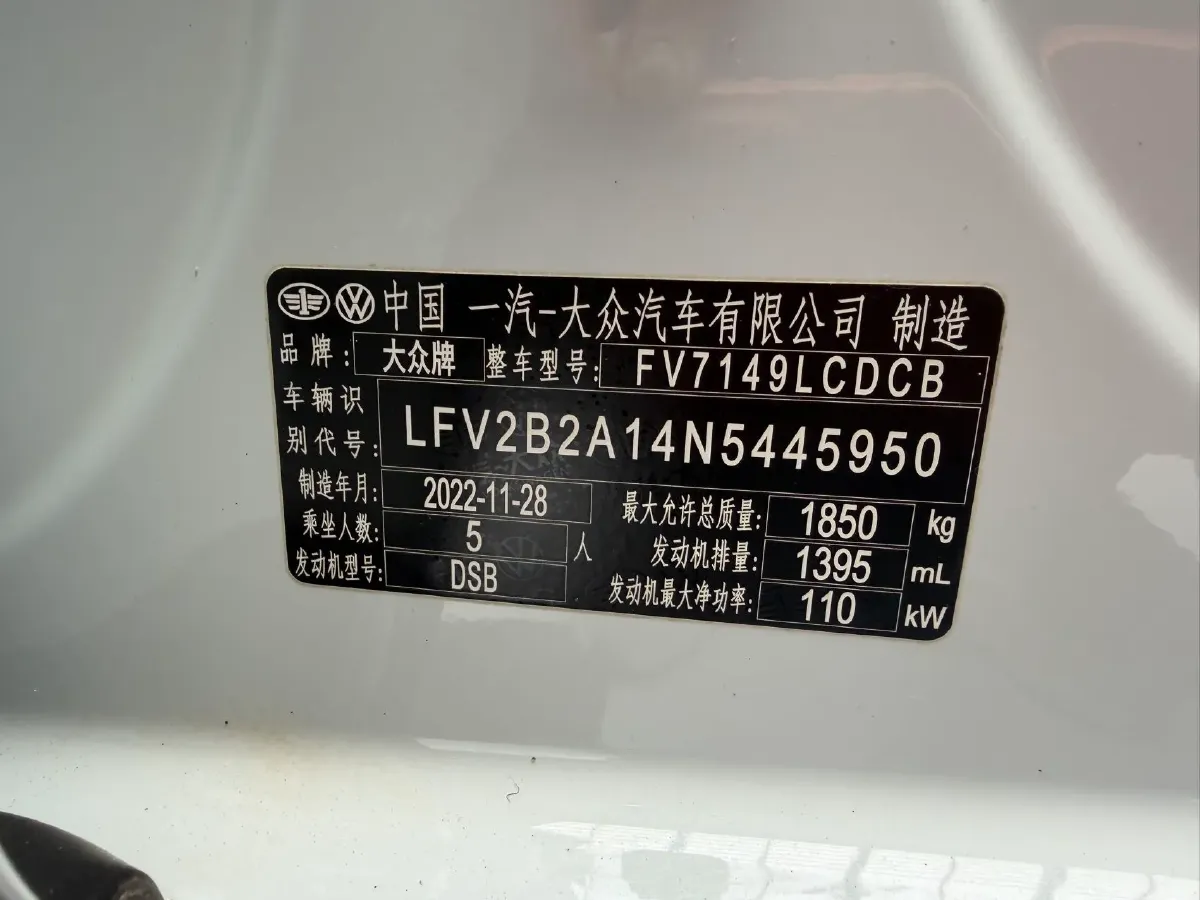 中国 一汽-大众汽车有限公司 制造
品牌: 大众牌 整车型号: FV7149LCDCB
车辆识
别代号: LFV2B2A14N5445950
制造年月: 2022-11-28 最大允许总质量: 1850 kg
乘坐人数: 5 人 发动机排量: 1395 mL
发动机型号: DSB 发动机最大净功率: 110 kW